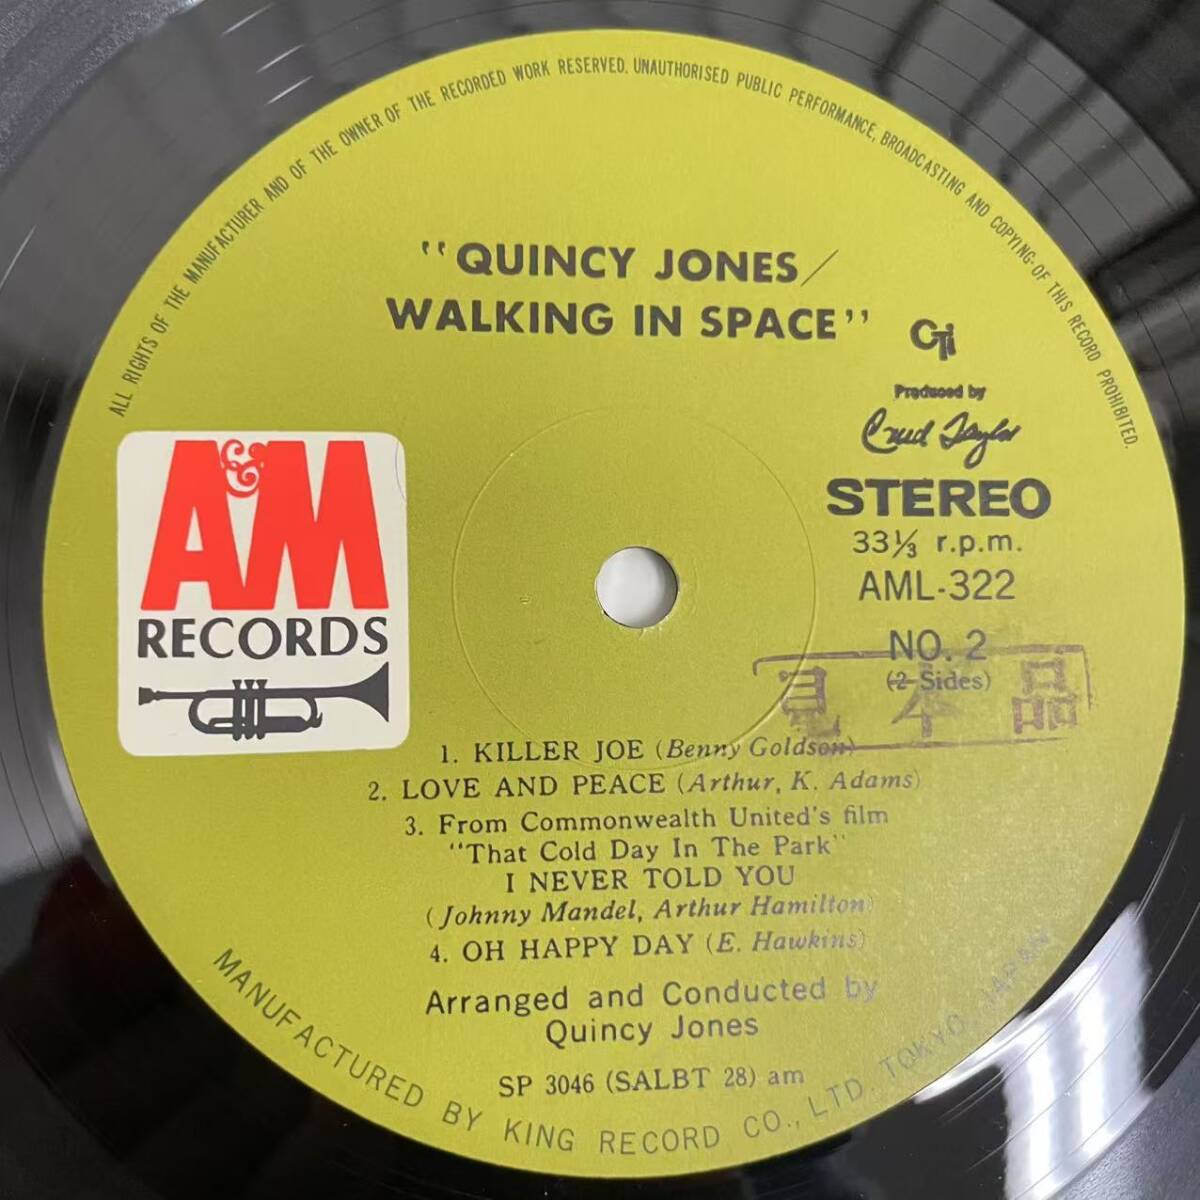 ALL RIGHTS OF THE MANUFACTURER AND OF THE OWNER OF THE RECORDED WORK RESERVED. UNAUTHORISED PUBLIC PERFORMANCE, BROADCASTING AND COPYING-OF THIS RECORD PROHIBITED.
"QUINCY JONES/
WALKING IN SPACE"
CTi
Produced by
Creed Taylor
STEREO
33⅓ r.p.m.
AML-322
NO. 2
(2 Sides)
見本品
A&M
RECORDS
1. KILLER JOE (Benny Goldson)
2. LOVE AND PEACE (Arthur, K. Adams)
3. From Commonwealth United's film
"That Cold Day In The Park"
I NEVER TOLD YOU
(Johnny Mandel, Arthur Hamilton)
4. OH HAPPY DAY (E. Hawkins)
Arranged and Conducted by
Quincy Jones
SP 3046 (SALBT 28) am
MANUFACTURED BY KING RECORD CO., LTD. TOKYO, JAPAN